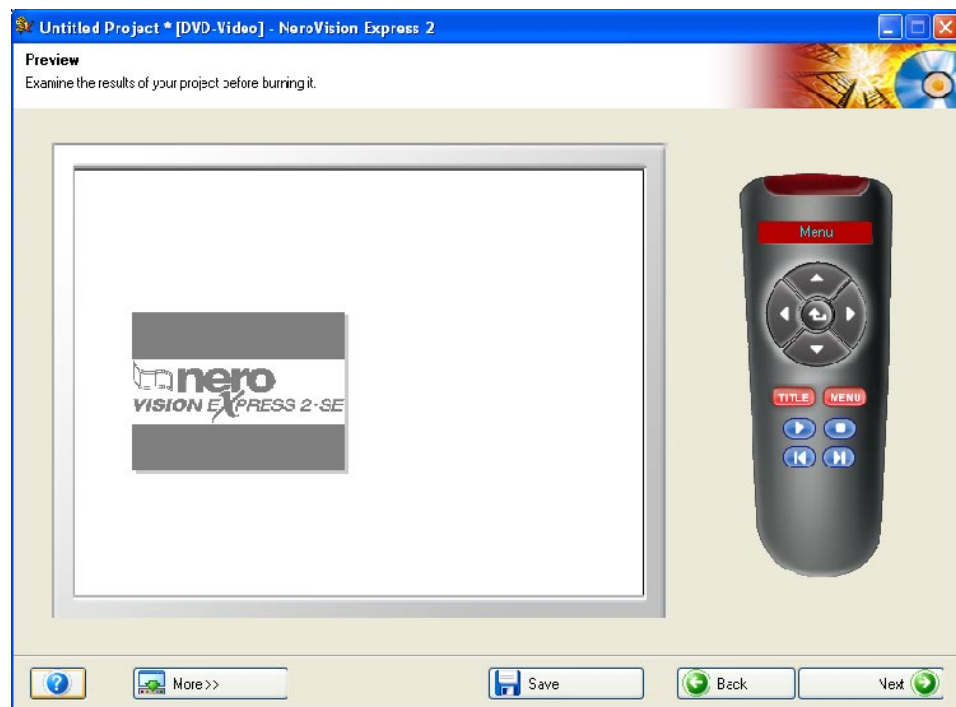 Untitled Project * [DVD-Video] - NeroVision Express 2
Preview
Examine the results of your project before burning it.
Menu
nero
VISION EXPRESS 2-SE
TITLE MENU
More >> Save Back Next